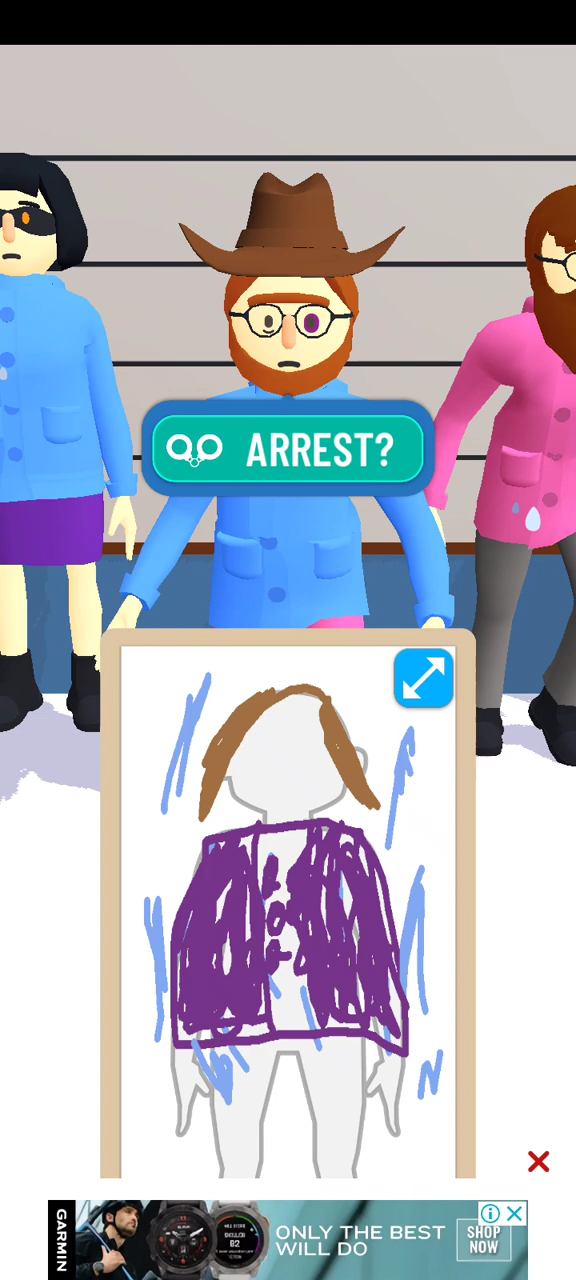 ARREST?
GARMIN
ONLY THE BEST
WILL DO
SHOP
NOW